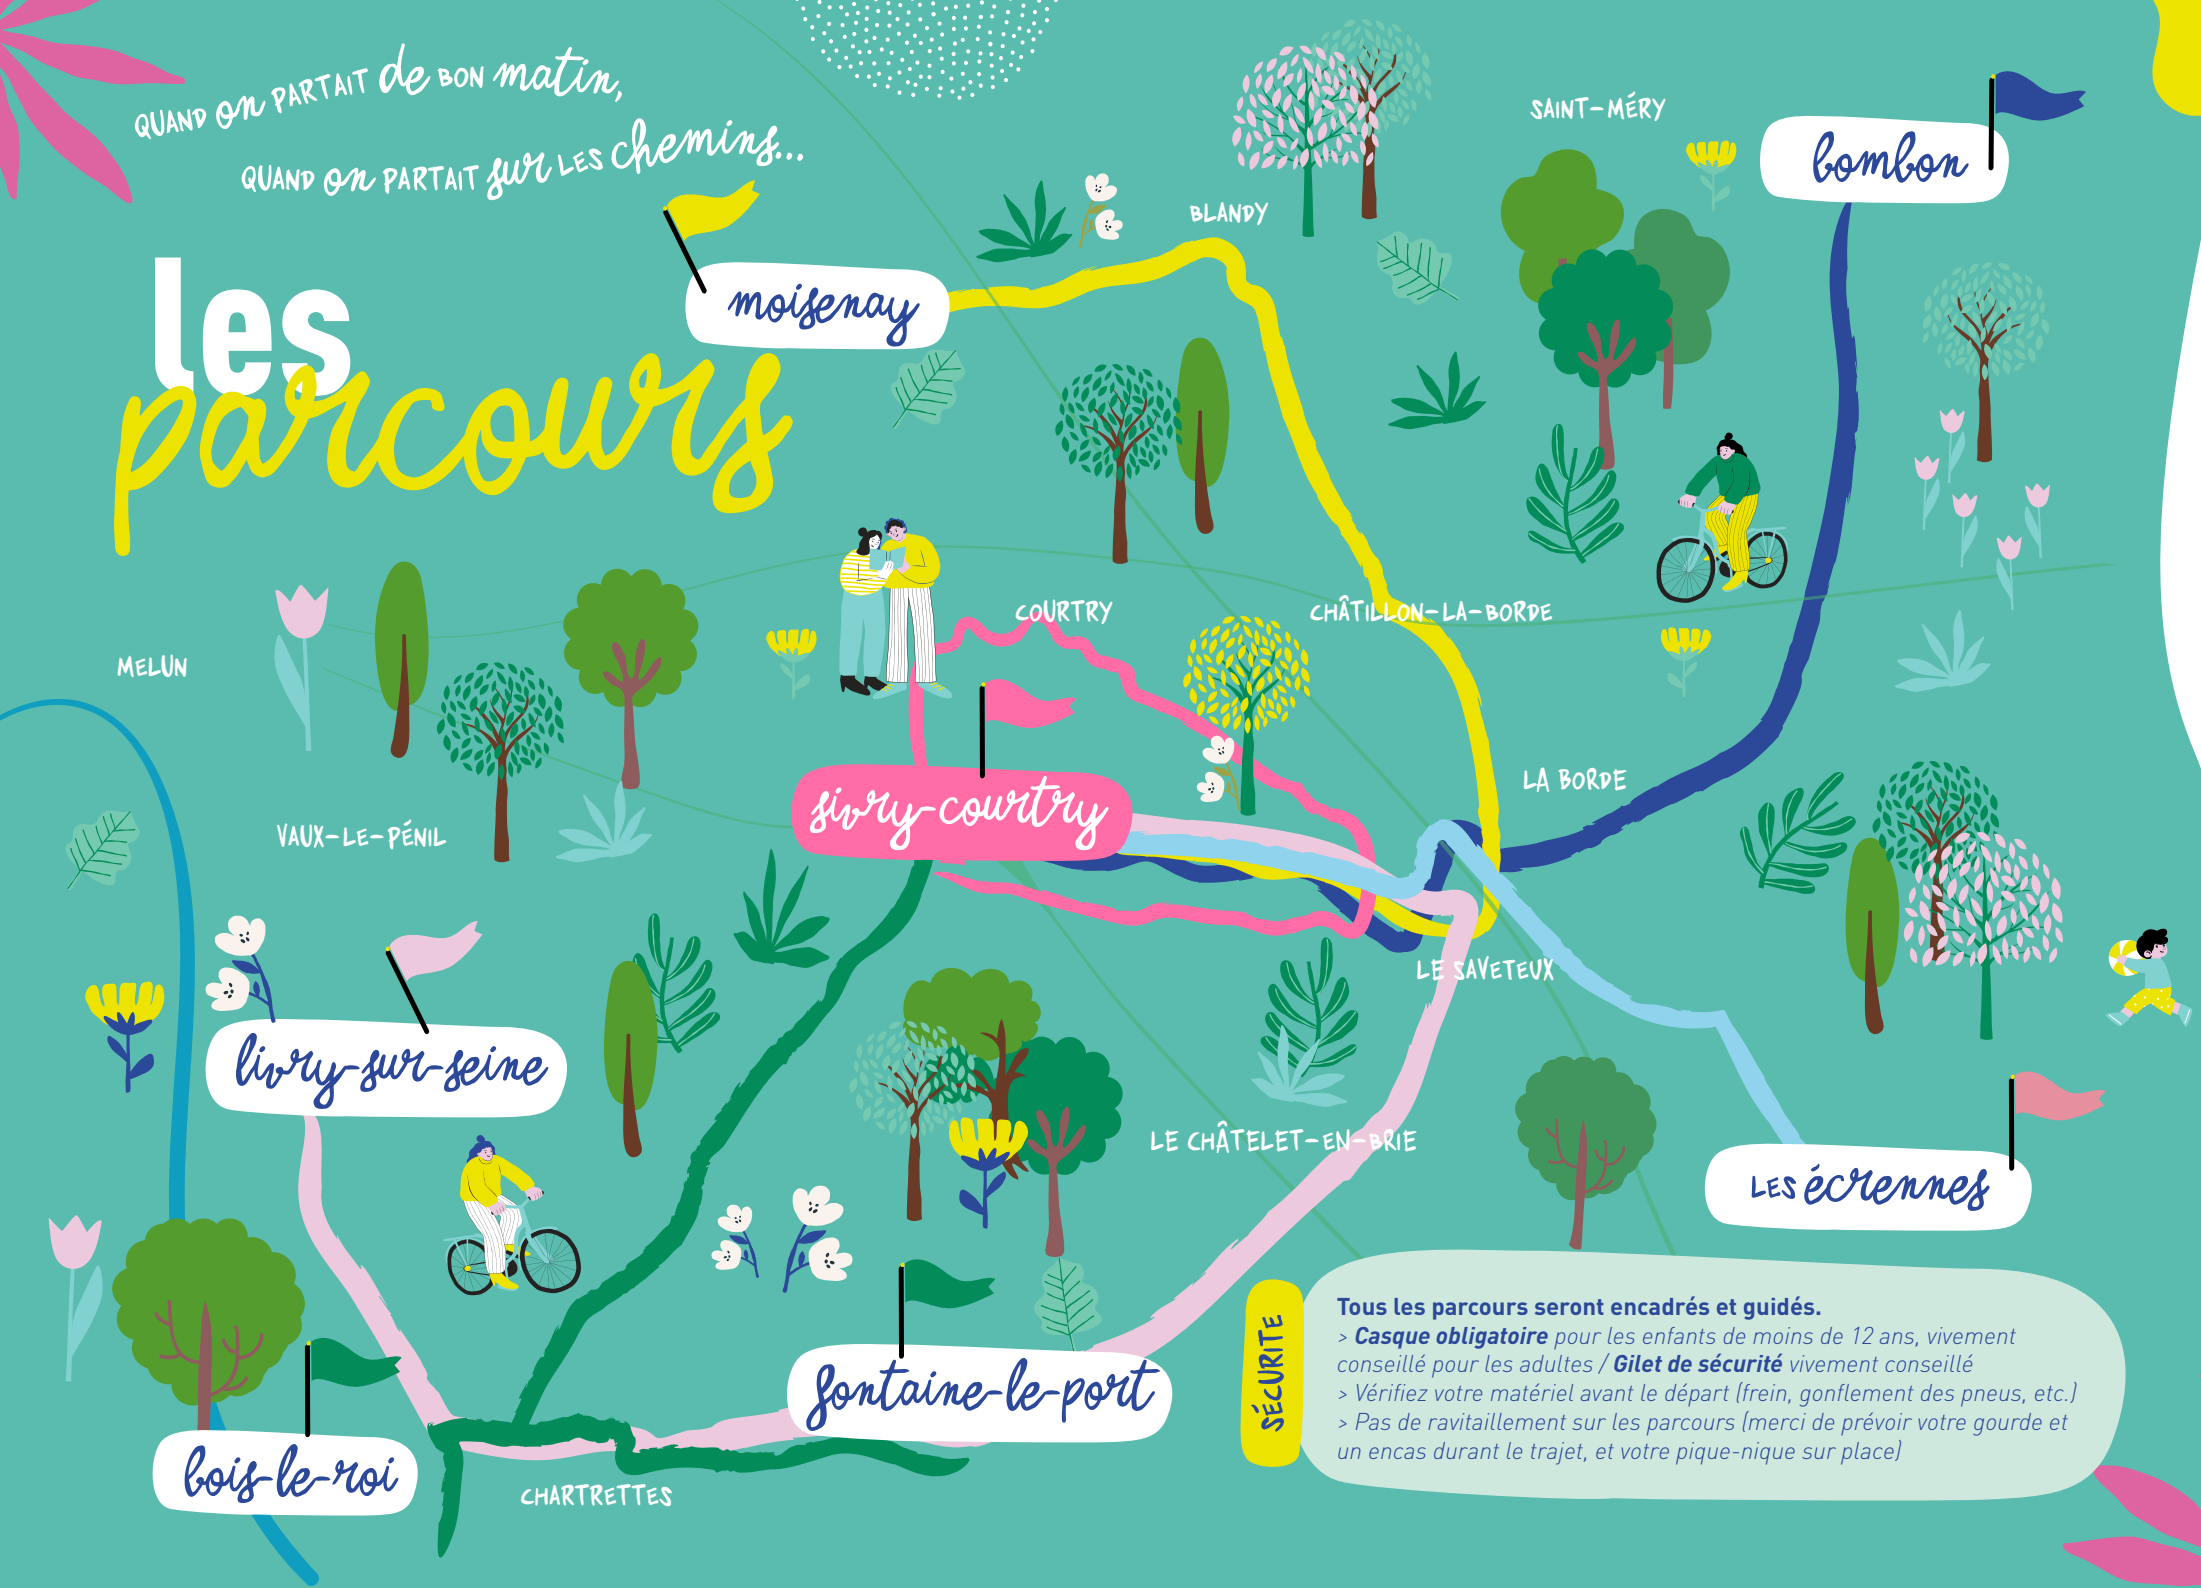 QUAND on PARTAIT de BON matin,
QUAND on PARTAIT sur LES chemins...
les
parcours
SAINT-MÉRY
bombon
BLANDY
moisenay
COURTRY
CHÂTILLON-LA-BORDE
MELUN
LA BORDE
sivry-courtry
VAUX-LE-PÉNIL
LE SAVETEUX
livry-sur-seine
LE CHÂTELET-EN-BRIE
LES écrennes
fontaine-le-port
bois-le-roi
CHARTRETTES
SÉCURITE
Tous les parcours seront encadrés et guidés.
> Casque obligatoire pour les enfants de moins de 12 ans, vivement
conseillé pour les adultes / Gilet de sécurité vivement conseillé
> Vérifiez votre matériel avant le départ (frein, gonflement des pneus, etc.)
> Pas de ravitaillement sur les parcours (merci de prévoir votre gourde et
un encas durant le trajet, et votre pique-nique sur place)